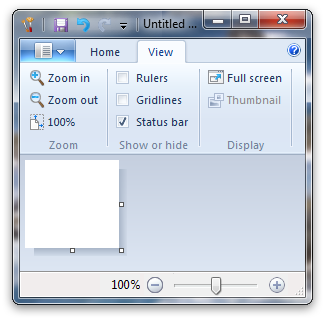 Untitled ...
Home View
Zoom in
Zoom out
100%
Zoom
Rulers
Gridlines
Status bar
Show or hide
Full screen
Thumbnail
Display
100%